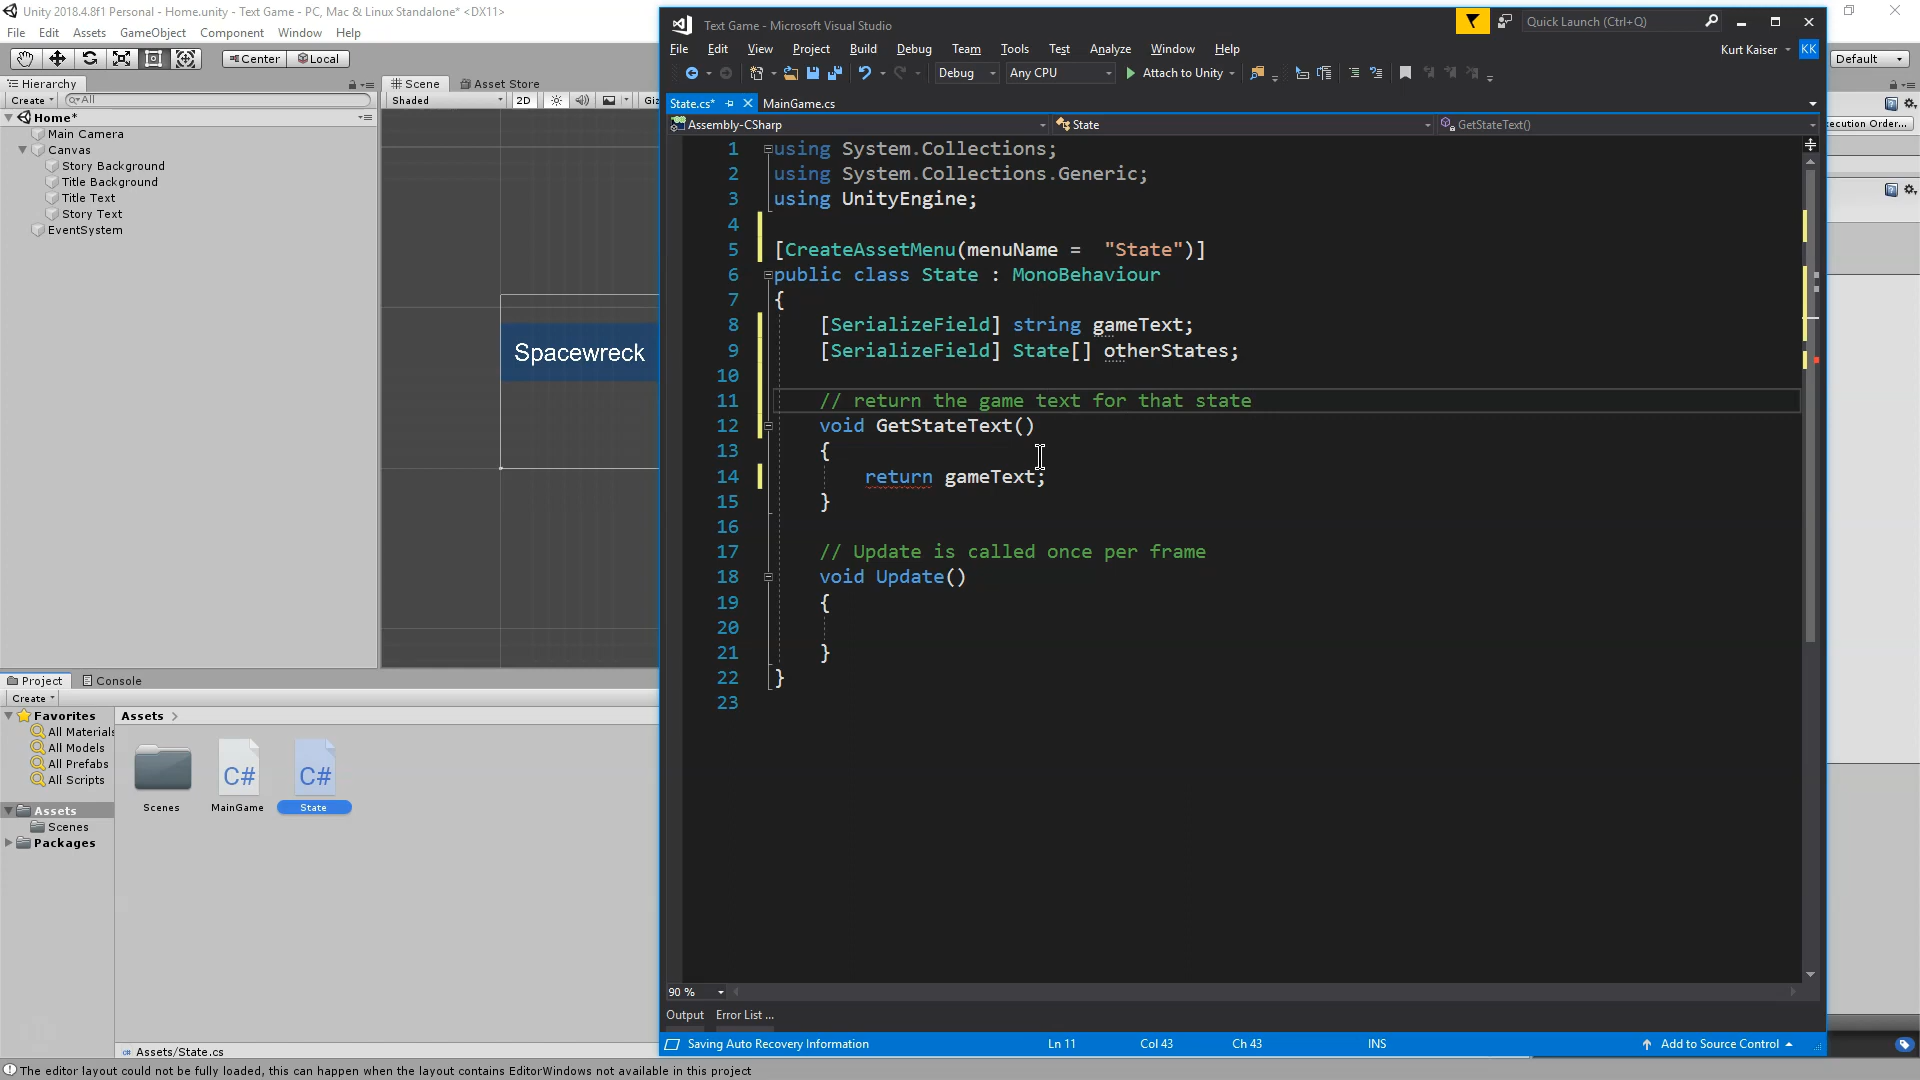 Unity 2018.4.8f1 Personal - Home.unity - Text Game - PC, Mac & Linux Standalone* <DX11>
File Edit Assets GameObject Component Window Help
Center Local
Default
Hierarchy
Create All
Home*
Main Camera
Canvas
Story Background
Title Background
Title Text
Story Text
EventSystem
Scene Asset Store
Shaded 2D Giz
Spacewreck
ecution Order...
Project Console
Create
Favorites
All Materials
All Models
All Prefabs
All Scripts
Assets
Scenes
Packages
Assets
Scenes
MainGame
State
C#
C#
Assets/State.cs
The editor layout could not be fully loaded, this can happen when the layout contains EditorWindows not available in this project
Text Game - Microsoft Visual Studio
Quick Launch (Ctrl+Q)
File Edit View Project Build Debug Team Tools Test Analyze Window Help
Kurt Kaiser KK
Debug Any CPU Attach to Unity
State.cs* MainGame.cs
Assembly-CSharp State GetStateText()
1 using System.Collections;
2 using System.Collections.Generic;
3 using UnityEngine;
4
5 [CreateAssetMenu(menuName =  "State")]
6 public class State : MonoBehaviour
7 {
8 [SerializeField] string gameText;
9 [SerializeField] State[] otherStates;
10
11 // return the game text for that state
12 void GetStateText()
13 {
14 return gameText;
15 }
16
17 // Update is called once per frame
18 void Update()
19 {
20
21 }
22 }
23
90 %
Output Error List ...
Saving Auto Recovery Information Ln 11 Col 43 Ch 43 INS Add to Source Control